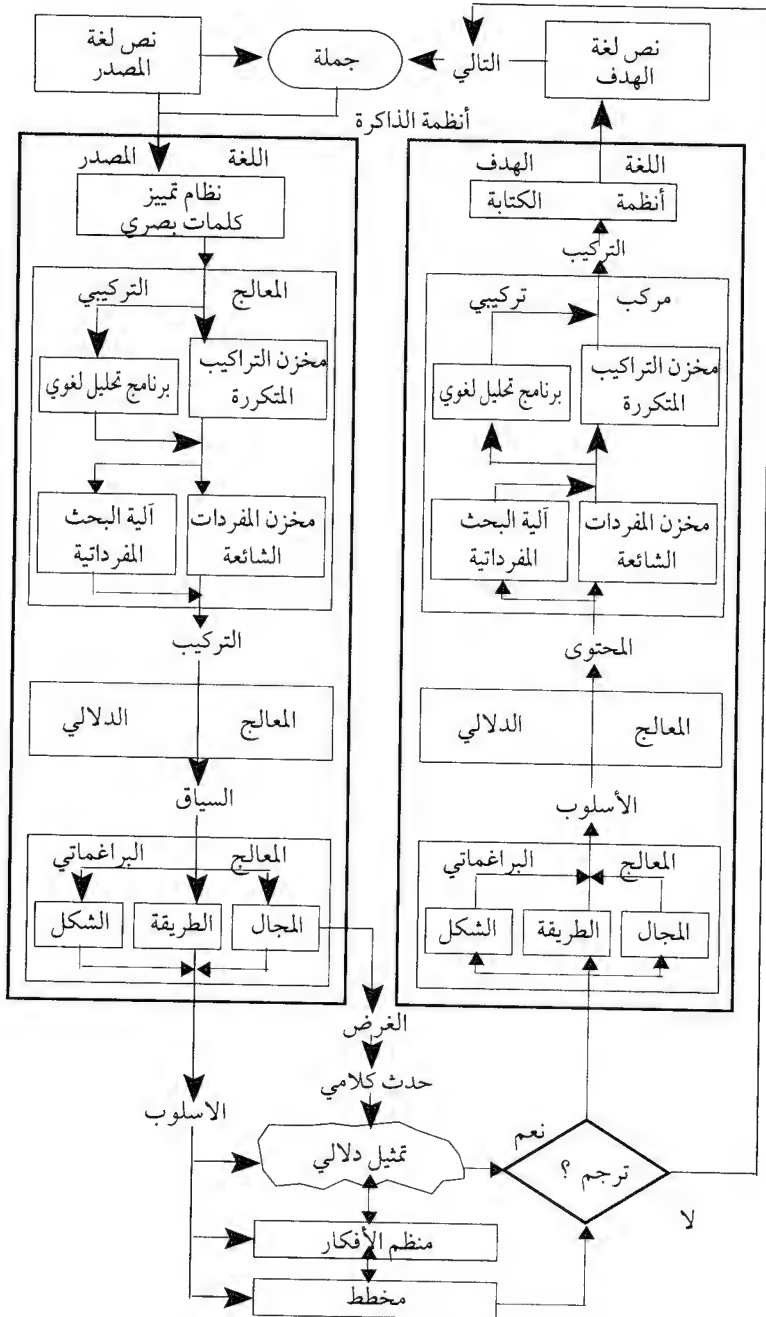 نص لغة
المصدر
جملة
التالي
نص لغة
الهدف
أنظمة الذاكرة
اللغة المصدر
نظام تمييز
كلمات بصري
المعالج التركيبي
مخزن التراكيب
المتكررة
برنامج تحليل لغوي
مخزن المفردات
الشائعة
آلية البحث
المفرداتية
التركيب
المعالج الدلالي
السياق
المعالج البراغماتي
المجال
الطريقة
الشكل
الغرض
حدث كلامي
الاسلوب
تمثيل دلالي
منظم الأفكار
مخطط
ترجم ؟
نعم
لا
اللغة الهدف
أنظمة الكتابة
التركيب
مركب تركيبي
مخزن التراكيب
المتكررة
برنامج تحليل لغوي
مخزن المفردات
الشائعة
آلية البحث
المفرداتية
المحتوى
المعالج الدلالي
الأسلوب
المعالج البراغماتي
المجال
الطريقة
الشكل